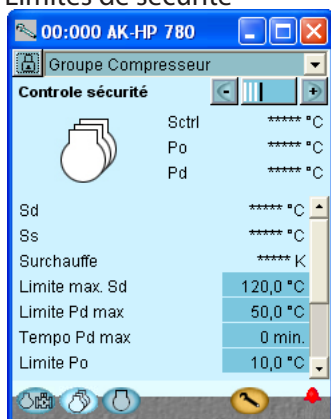 Limites de sécurité
00:000 AK-HP 780
Groupe Compresseur
Controle sécurité
Sctrl ***** °C
Po ***** °C
Pd ***** °C
Sd ***** °C
Ss ***** °C
Surchauffe ***** K
Limite max. Sd 120,0 °C
Limite Pd max 50,0 °C
Tempo Pd max 0 min.
Limite Po 10,0 °C